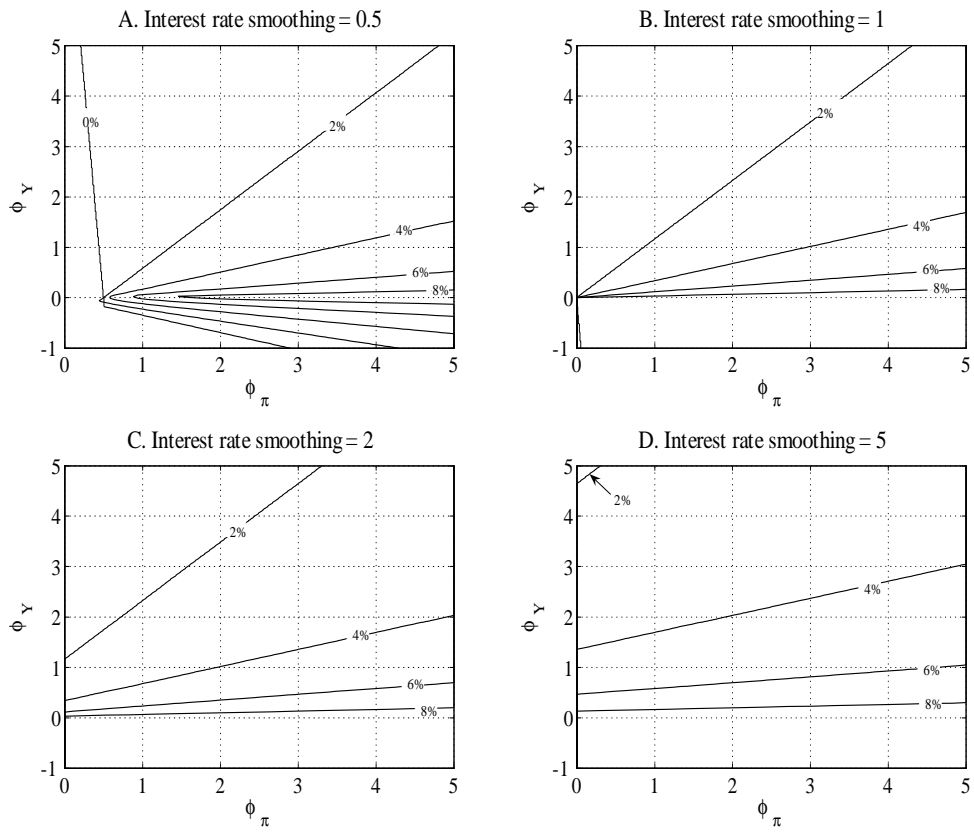 A. Interest rate smoothing = 0.5
5
4
3
2
1
0
-1
0 1 2 3 4 5
ϕ Y
ϕ π
0%
2%
4%
6%
8%
B. Interest rate smoothing = 1
5
4
3
2
1
0
-1
0 1 2 3 4 5
ϕ Y
ϕ π
2%
4%
6%
8%
C. Interest rate smoothing = 2
5
4
3
2
1
0
-1
0 1 2 3 4 5
ϕ Y
ϕ π
2%
4%
6%
8%
D. Interest rate smoothing = 5
5
4
3
2
1
0
-1
0 1 2 3 4 5
ϕ Y
ϕ π
2%
4%
6%
8%